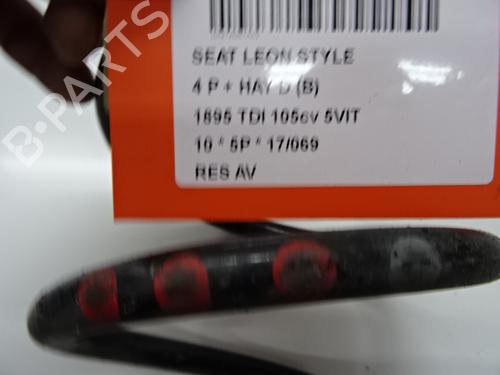 B-PARTS
SEAT LEON STYLE
4 P + HAY D (B)
1895 TDI 105cv 5VIT
10 * 5P * 17/069
RES AV